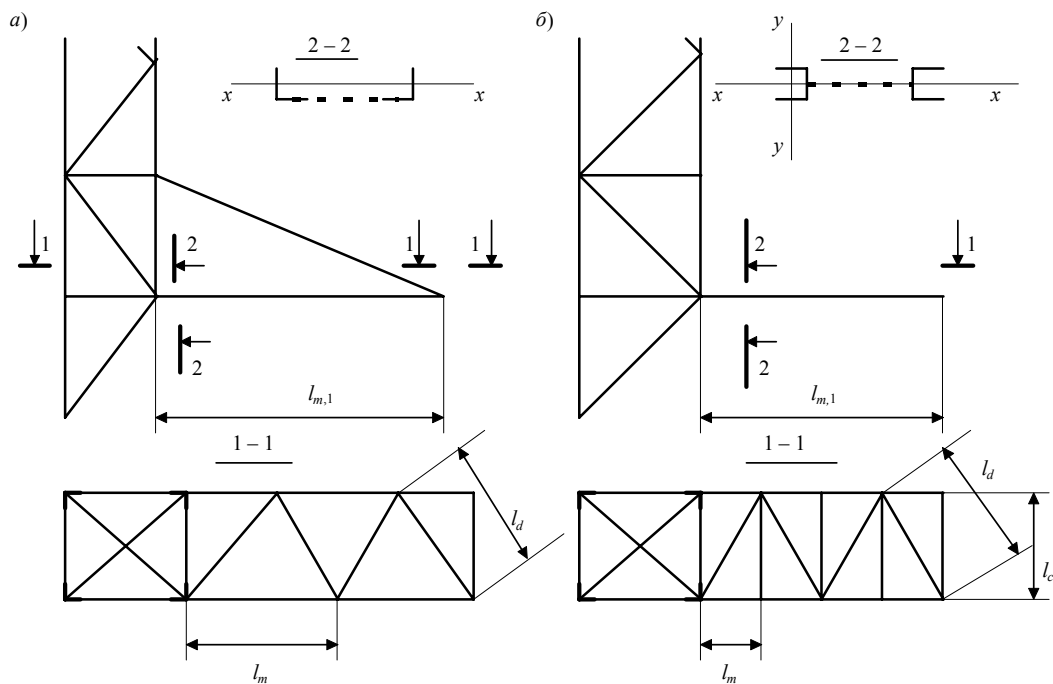 а)
2 – 2
x
x
1
2
1
1
2
l_{m,1}
1 – 1
l_d
l_m
б)
y
2 – 2
x
x
y
2
1
2
l_{m,1}
1 – 1
l_d
l_c
l_m